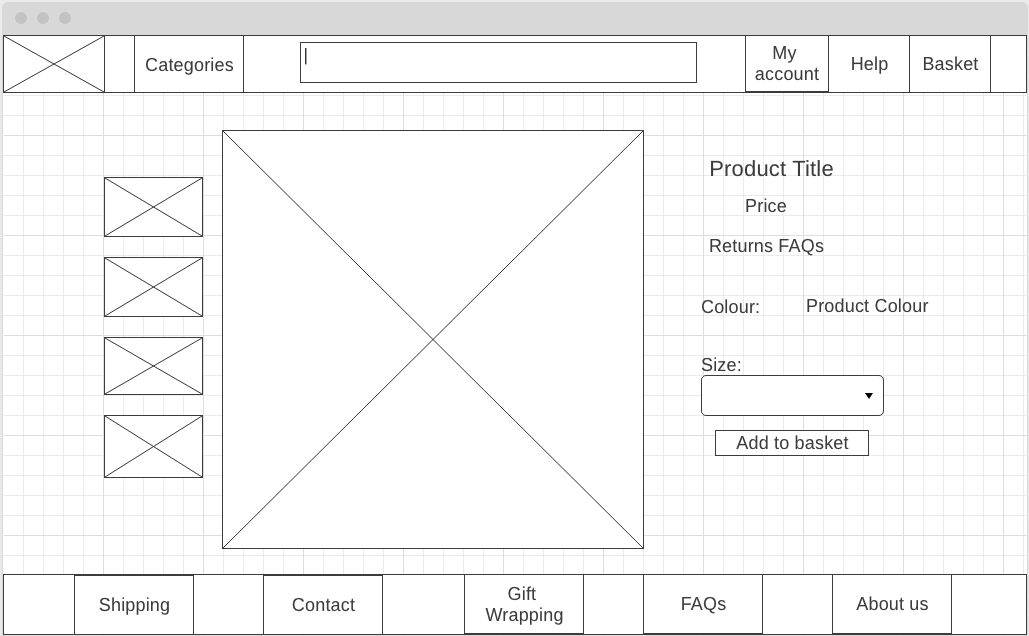 Categories
My
account
Help
Basket
Product Title
Price
Returns FAQs
Colour:
Product Colour
Size:
Add to basket
Shipping
Contact
Gift
Wrapping
FAQs
About us